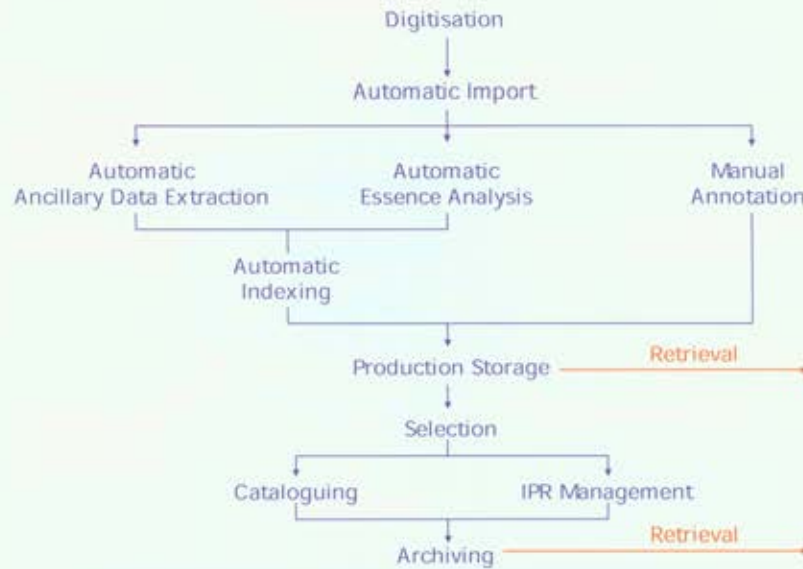 Digitisation
Automatic Import
Automatic
Ancillary Data Extraction
Automatic
Essence Analysis
Manual
Annotation
Automatic
Indexing
Production Storage
Retrieval
Selection
Cataloguing
IPR Management
Archiving
Retrieval